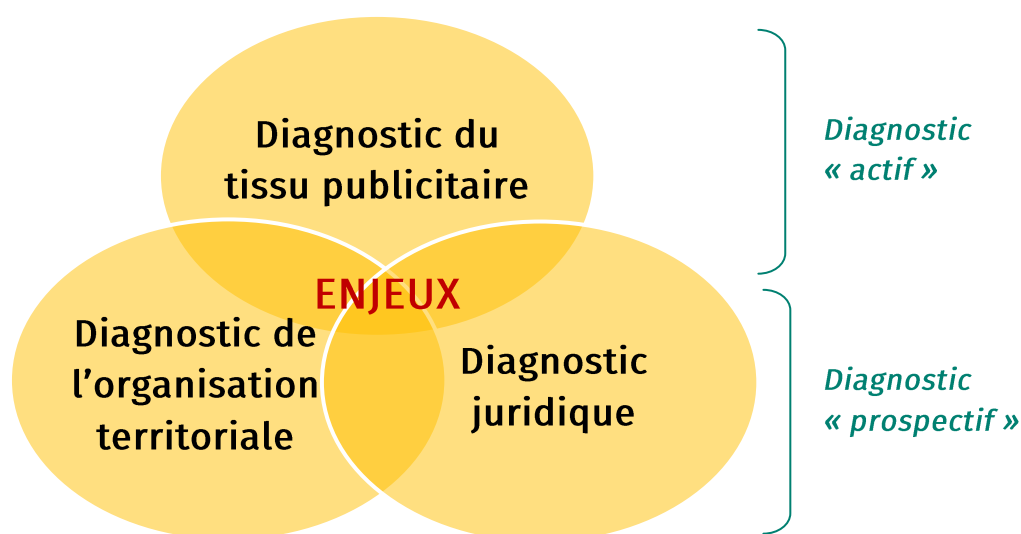 Diagnostic du
tissu publicitaire
Diagnostic
« actif »
ENJEUX
Diagnostic de
l’organisation
territoriale
Diagnostic
juridique
Diagnostic
« prospectif »